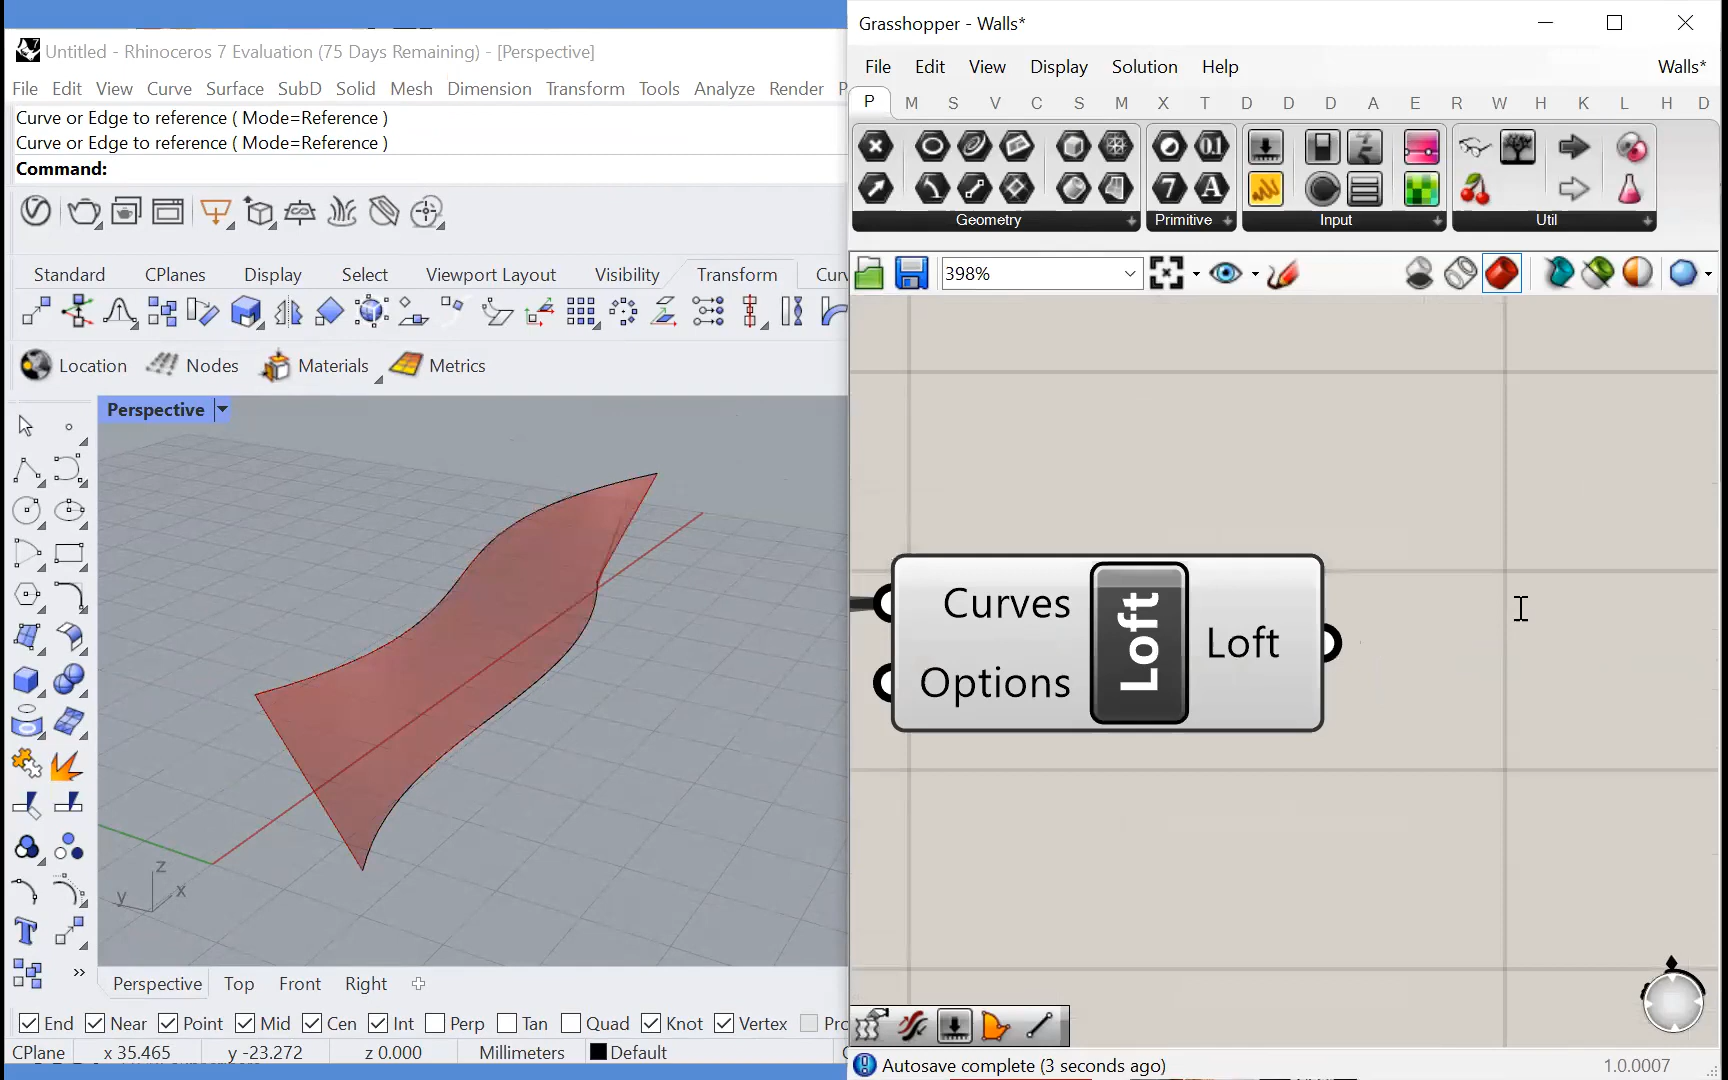 Untitled - Rhinoceros 7 Evaluation (75 Days Remaining) - [Perspective]
File Edit View Curve Surface SubD Solid Mesh Dimension Transform Tools Analyze Render P
Curve or Edge to reference ( Mode=Reference )
Curve or Edge to reference ( Mode=Reference )
Command:
Standard CPlanes Display Select Viewport Layout Visibility Transform Curv
Location Nodes Materials Metrics
Perspective
z
y x
Perspective Top Front Right
End Near Point Mid Cen Int Perp Tan Quad Knot Vertex Pro
CPlane x 35.465 y -23.272 z 0.000 Millimeters Default
Grasshopper - Walls*
File Edit View Display Solution Help Walls*
P M S V C S M X T D D D A E R W H K L H D
Geometry Primitive Input Util
398%
Curves
Options
Loft
Loft
Autosave complete (3 seconds ago) 1.0.0007